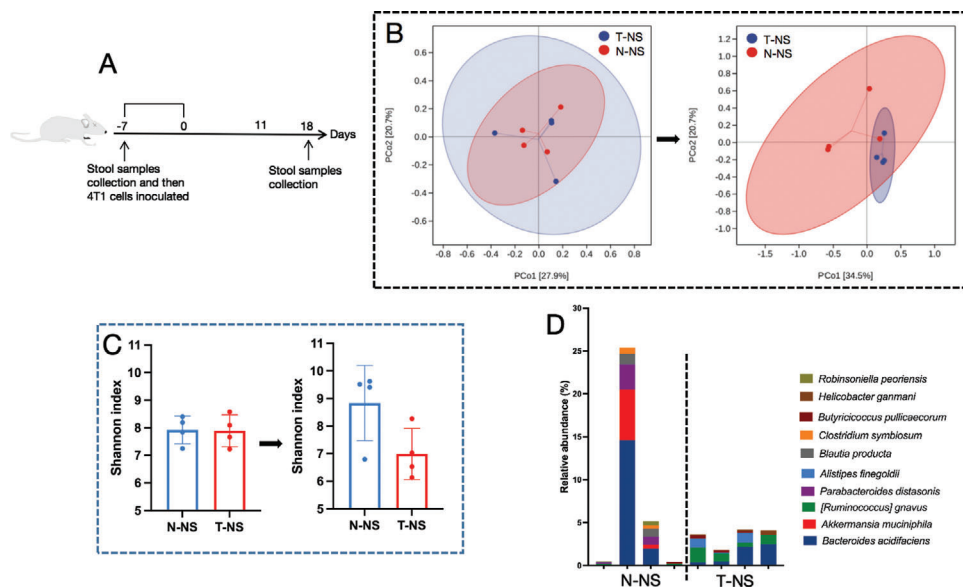 A
-7
0
11
18
Days
Stool samples
collection and then
4T1 cells inoculated
Stool samples
collection
B
T-NS
N-NS
PCo2 [20.7%]
0.6
0.4
0.2
0.0
-0.2
-0.4
-0.6
-0.8 -0.6 -0.4 -0.2 0.0 0.2 0.4 0.6 0.8
PCo1 [27.9%]
T-NS
N-NS
PCo2 [20.7%]
1.2
1.0
0.8
0.6
0.4
0.2
0.0
-0.2
-0.4
-0.6
-0.8
-1.0
-1.5 -1.0 -0.5 0.0 0.5 1.0
PCo1 [34.5%]
C
Shannon index
11
10
9
8
7
6
5
N-NS T-NS
Shannon index
11
10
9
8
7
6
5
N-NS T-NS
D
Relative abundance (%)
30
25
20
15
10
5
0
N-NS T-NS
Robinsoniella peoriensis
Helicobacter ganmani
Butyricicoccus pullicaecorum
Clostridium symbiosum
Blautia producta
Alistipes finegoldii
Parabacteroides distasonis
[Ruminococcus] gnavus
Akkermansia muciniphila
Bacteroides acidifaciens